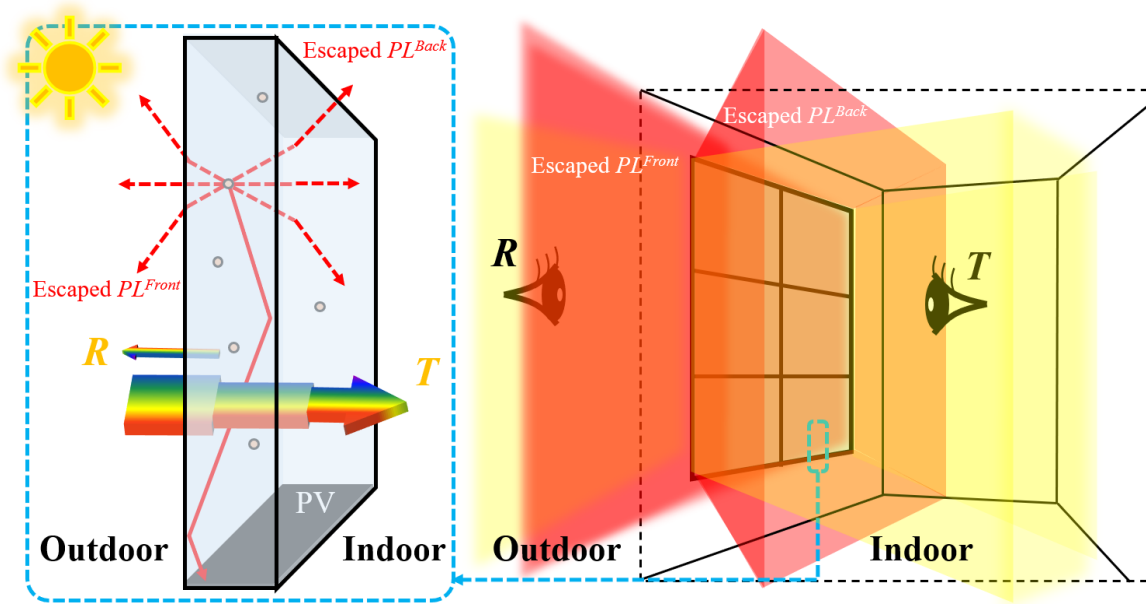 Escaped PL^Back
Escaped PL^Front
R
T
PV
Outdoor
Indoor
Escaped PL^Back
Escaped PL^Front
R
T
Outdoor
Indoor